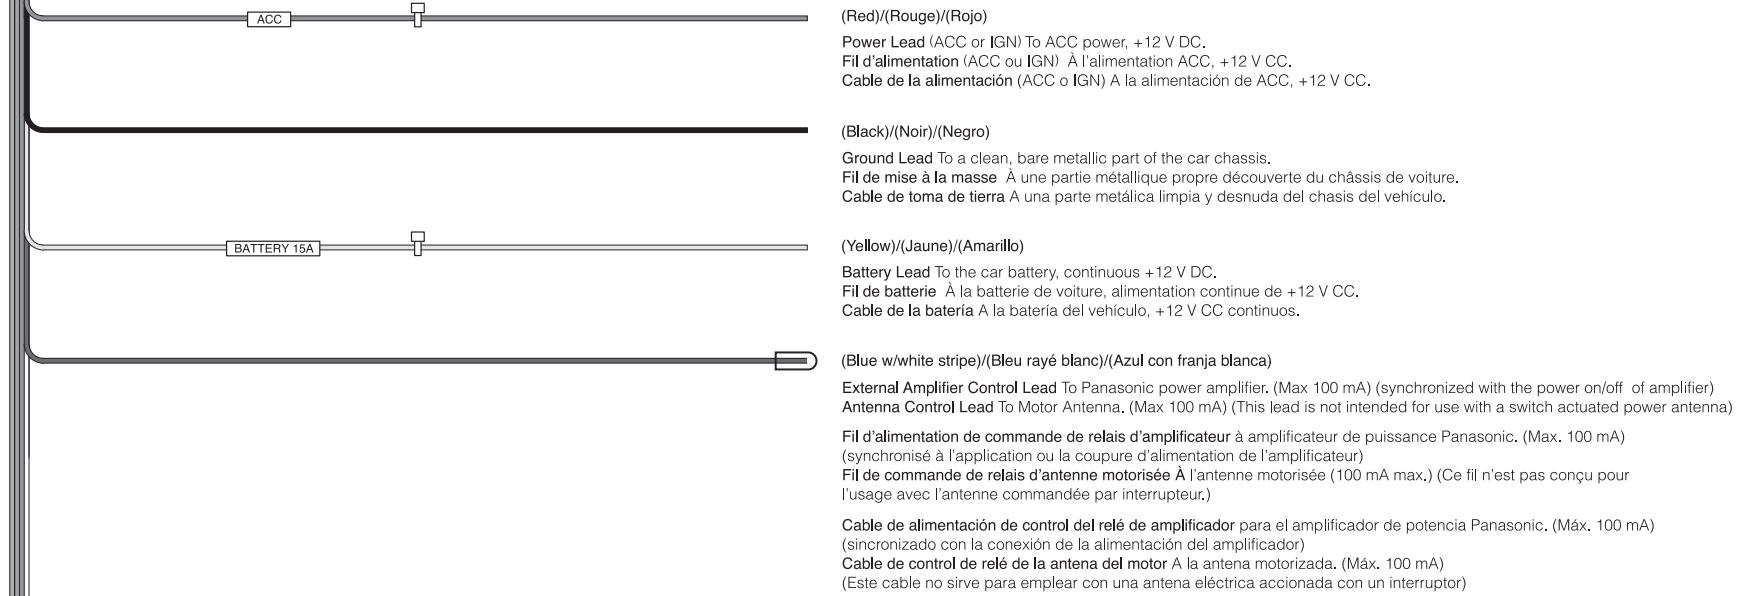 ACC
(Red)/(Rouge)/(Rojo)
Power Lead (ACC or IGN) To ACC power, +12 V DC.
Fil d'alimentation (ACC ou IGN) À l'alimentation ACC, +12 V CC.
Cable de la alimentación (ACC o IGN) A la alimentación de ACC, +12 V CC.
(Black)/(Noir)/(Negro)
Ground Lead To a clean, bare metallic part of the car chassis.
Fil de mise à la masse À une partie métallique propre découverte du châssis de voiture.
Cable de toma de tierra A una parte metálica limpia y desnuda del chasis del vehículo.
BATTERY 15A
(Yellow)/(Jaune)/(Amarillo)
Battery Lead To the car battery, continuous +12 V DC.
Fil de batterie À la batterie de voiture, alimentation continue de +12 V CC.
Cable de la batería A la batería del vehículo, +12 V CC continuos.
(Blue w/white stripe)/(Bleu rayé blanc)/(Azul con franja blanca)
External Amplifier Control Lead To Panasonic power amplifier. (Max 100 mA) (synchronized with the power on/off of amplifier)
Antenna Control Lead To Motor Antenna. (Max 100 mA) (This lead is not intended for use with a switch actuated power antenna)
Fil d'alimentation de commande de relais d'amplificateur à amplificateur de puissance Panasonic. (Max. 100 mA)
(synchronisé à l'application ou la coupure d'alimentation de l'amplificateur)
Fil de commande de relais d'antenne motorisée À l'antenne motorisée (100 mA max.) (Ce fil n'est pas conçu pour
l'usage avec l'antenne commandée par interrupteur.)
Cable de alimentación de control del relé de amplificador para el amplificador de potencia Panasonic. (Máx. 100 mA)
(sincronizado con la conexión de la alimentación del amplificador)
Cable de control de relé de la antena del motor A la antena motorizada. (Máx. 100 mA)
(Este cable no sirve para emplear con una antena eléctrica accionada con un interruptor)